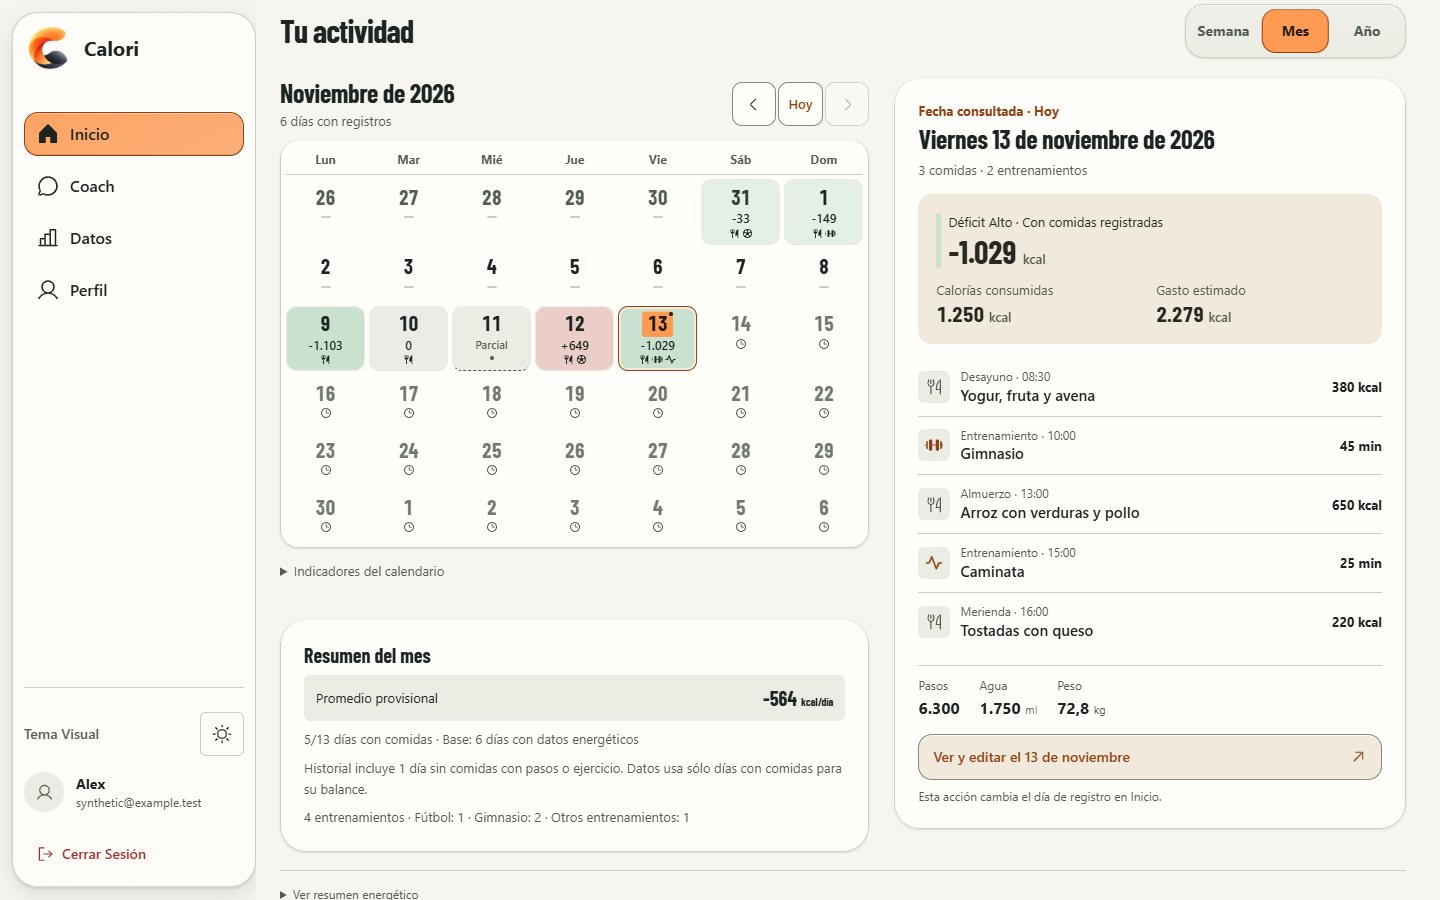 Calori
Inicio
Coach
Datos
Perfil
Tema Visual
Alex
synthetic@example.test
Cerrar Sesión
Tu actividad
Semana
Mes
Año
Noviembre de 2026
6 días con registros
Hoy
Lun Mar Mié Jue Vie Sáb Dom
26 27 28 29 30 31 1
— — — — — -33 -149
2 3 4 5 6 7 8
— — — — — — —
9 10 11 12 13 14 15
-1.103 0 Parcial +649 -1.029
16 17 18 19 20 21 22
23 24 25 26 27 28 29
30 1 2 3 4 5 6
Indicadores del calendario
Resumen del mes
Promedio provisional -564 kcal/día
5/13 días con comidas · Base: 6 días con datos energéticos
Historial incluye 1 día sin comidas con pasos o ejercicio. Datos usa sólo días con comidas para
su balance.
4 entrenamientos · Fútbol: 1 · Gimnasio: 2 · Otros entrenamientos: 1
Ver resumen energético
Fecha consultada · Hoy
Viernes 13 de noviembre de 2026
3 comidas · 2 entrenamientos
Déficit Alto · Con comidas registradas
-1.029 kcal
Calorías consumidas Gasto estimado
1.250 kcal 2.279 kcal
Desayuno · 08:30
Yogur, fruta y avena 380 kcal
Entrenamiento · 10:00
Gimnasio 45 min
Almuerzo · 13:00
Arroz con verduras y pollo 650 kcal
Entrenamiento · 15:00
Caminata 25 min
Merienda · 16:00
Tostadas con queso 220 kcal
Pasos Agua Peso
6.300 1.750 ml 72,8 kg
Ver y editar el 13 de noviembre
Esta acción cambia el día de registro en Inicio.